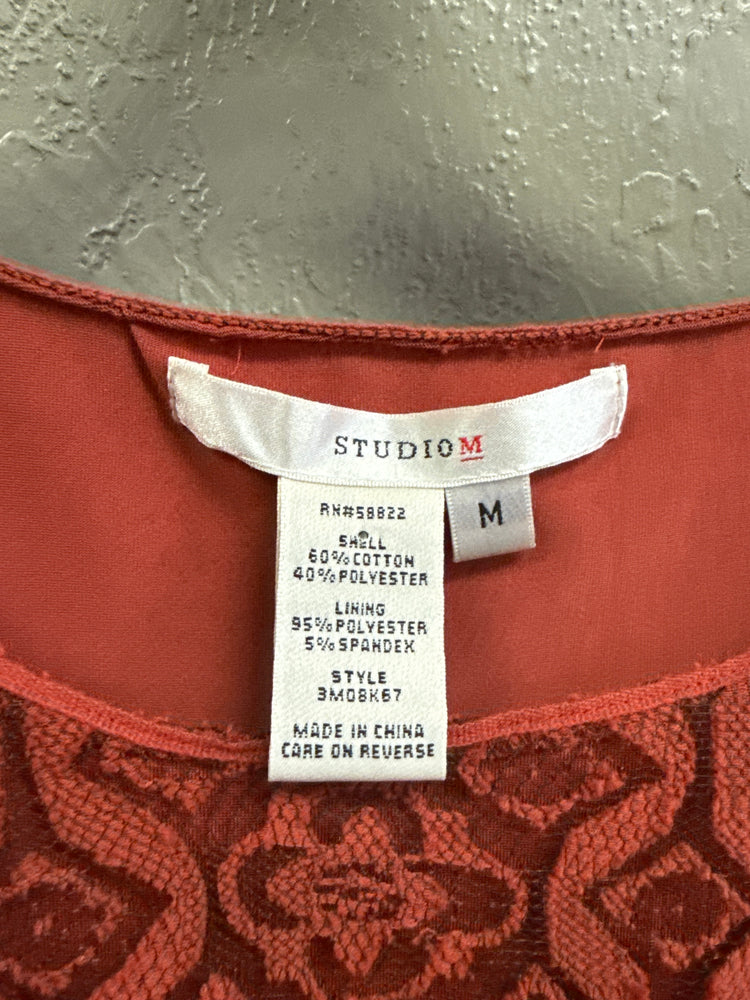 STUDIOM
M
RN#58822
SHELL
60%COTTON
40%POLYESTER
LINING
95%POLYESTER
5%SPANDEX
STYLE
3M08K67
MADE IN CHINA
CARE ON REVERSE